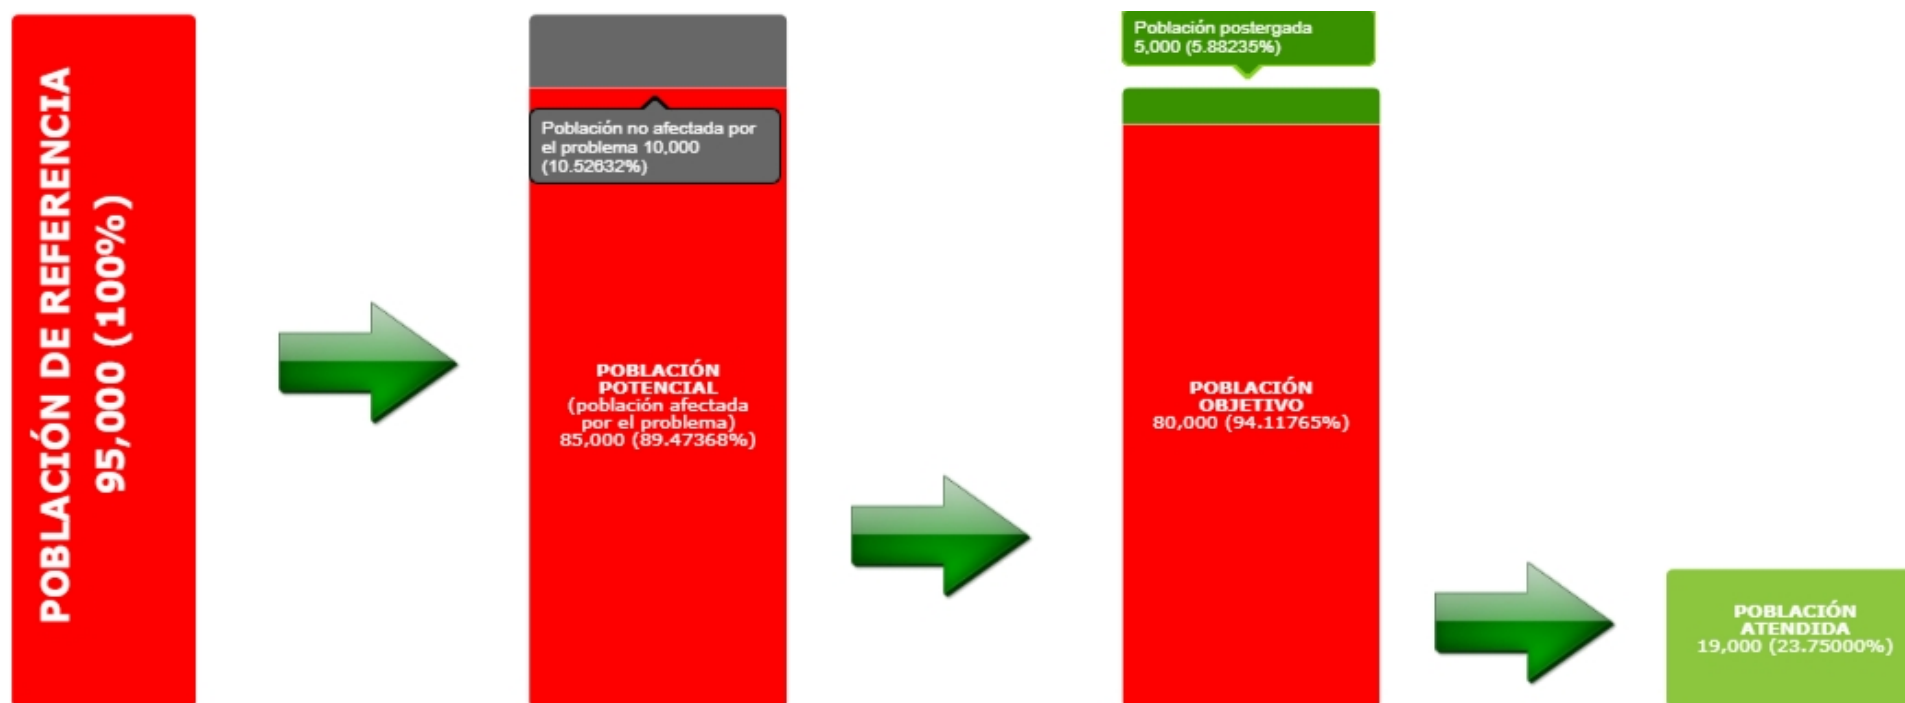 POBLACIÓN DE REFERENCIA
95,000 (100%)
Población no afectada por
el problema 10,000
(10.52632%)
POBLACIÓN
POTENCIAL
(población afectada
por el problema)
85,000 (89.47368%)
Población postergada
5,000 (5.88235%)
POBLACIÓN
OBJETIVO
80,000 (94.11765%)
POBLACIÓN
ATENDIDA
19,000 (23.75000%)